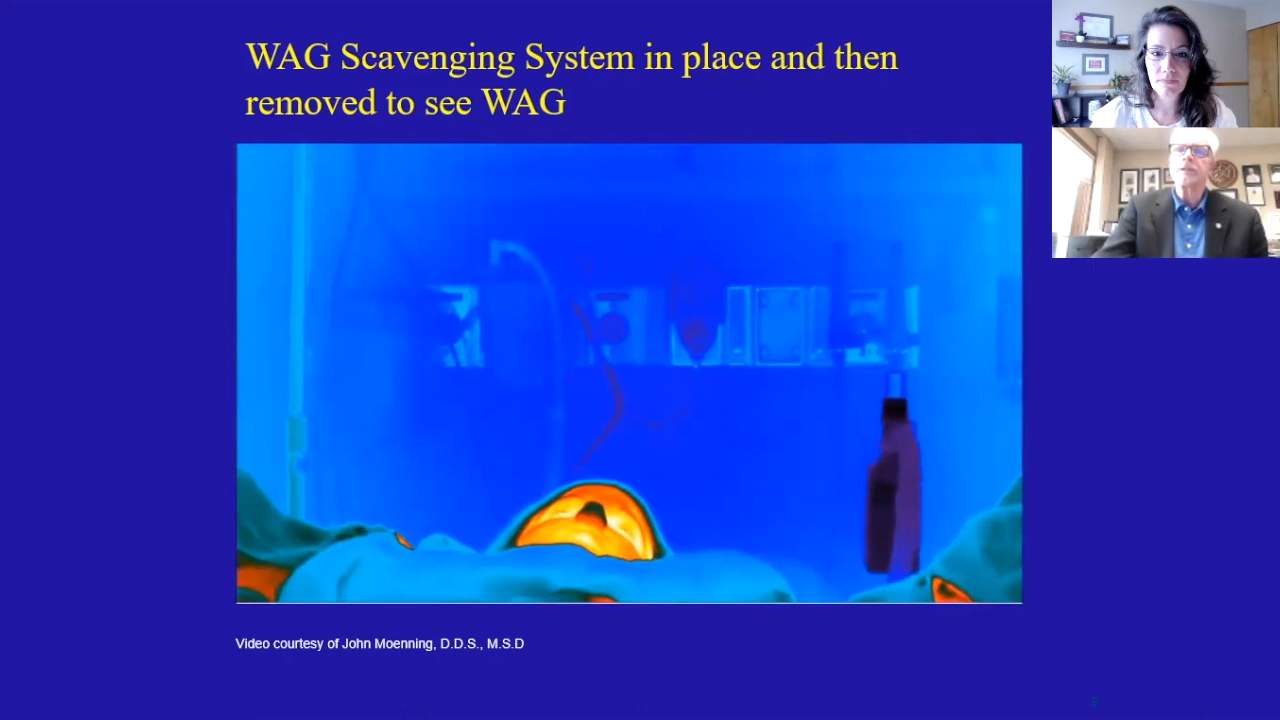 WAG Scavenging System in place and then
removed to see WAG
Video courtesy of John Moenning, D.D.S., M.S.D